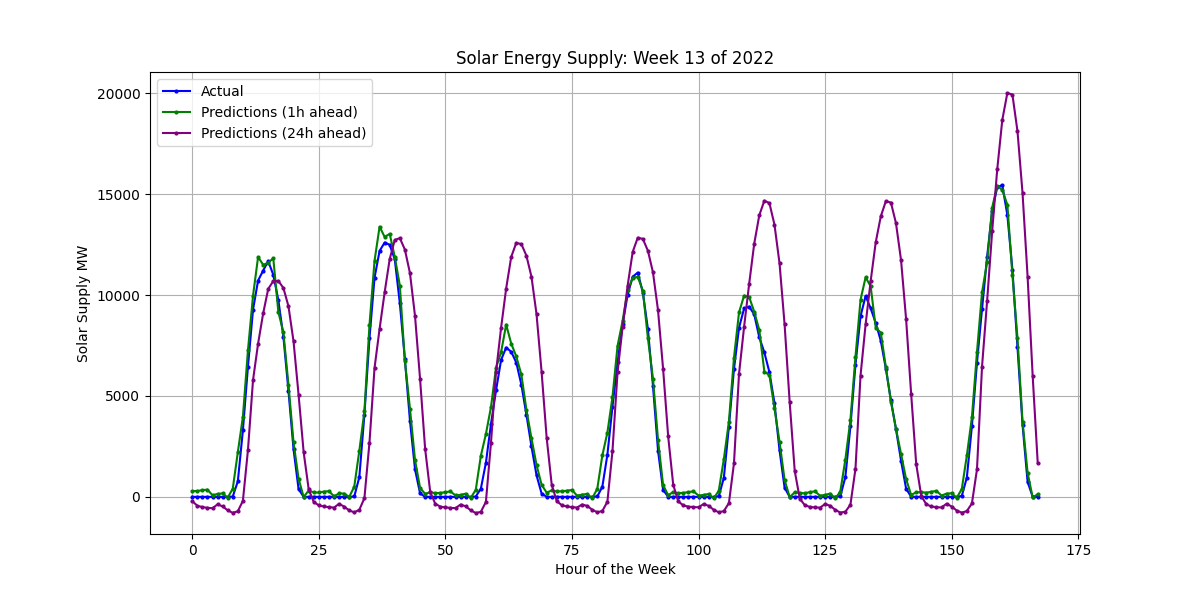 Solar Energy Supply: Week 13 of 2022
Actual
Predictions (1h ahead)
Predictions (24h ahead)
Solar Supply MW
20000
15000
10000
5000
0
0 25 50 75 100 125 150 175
Hour of the Week